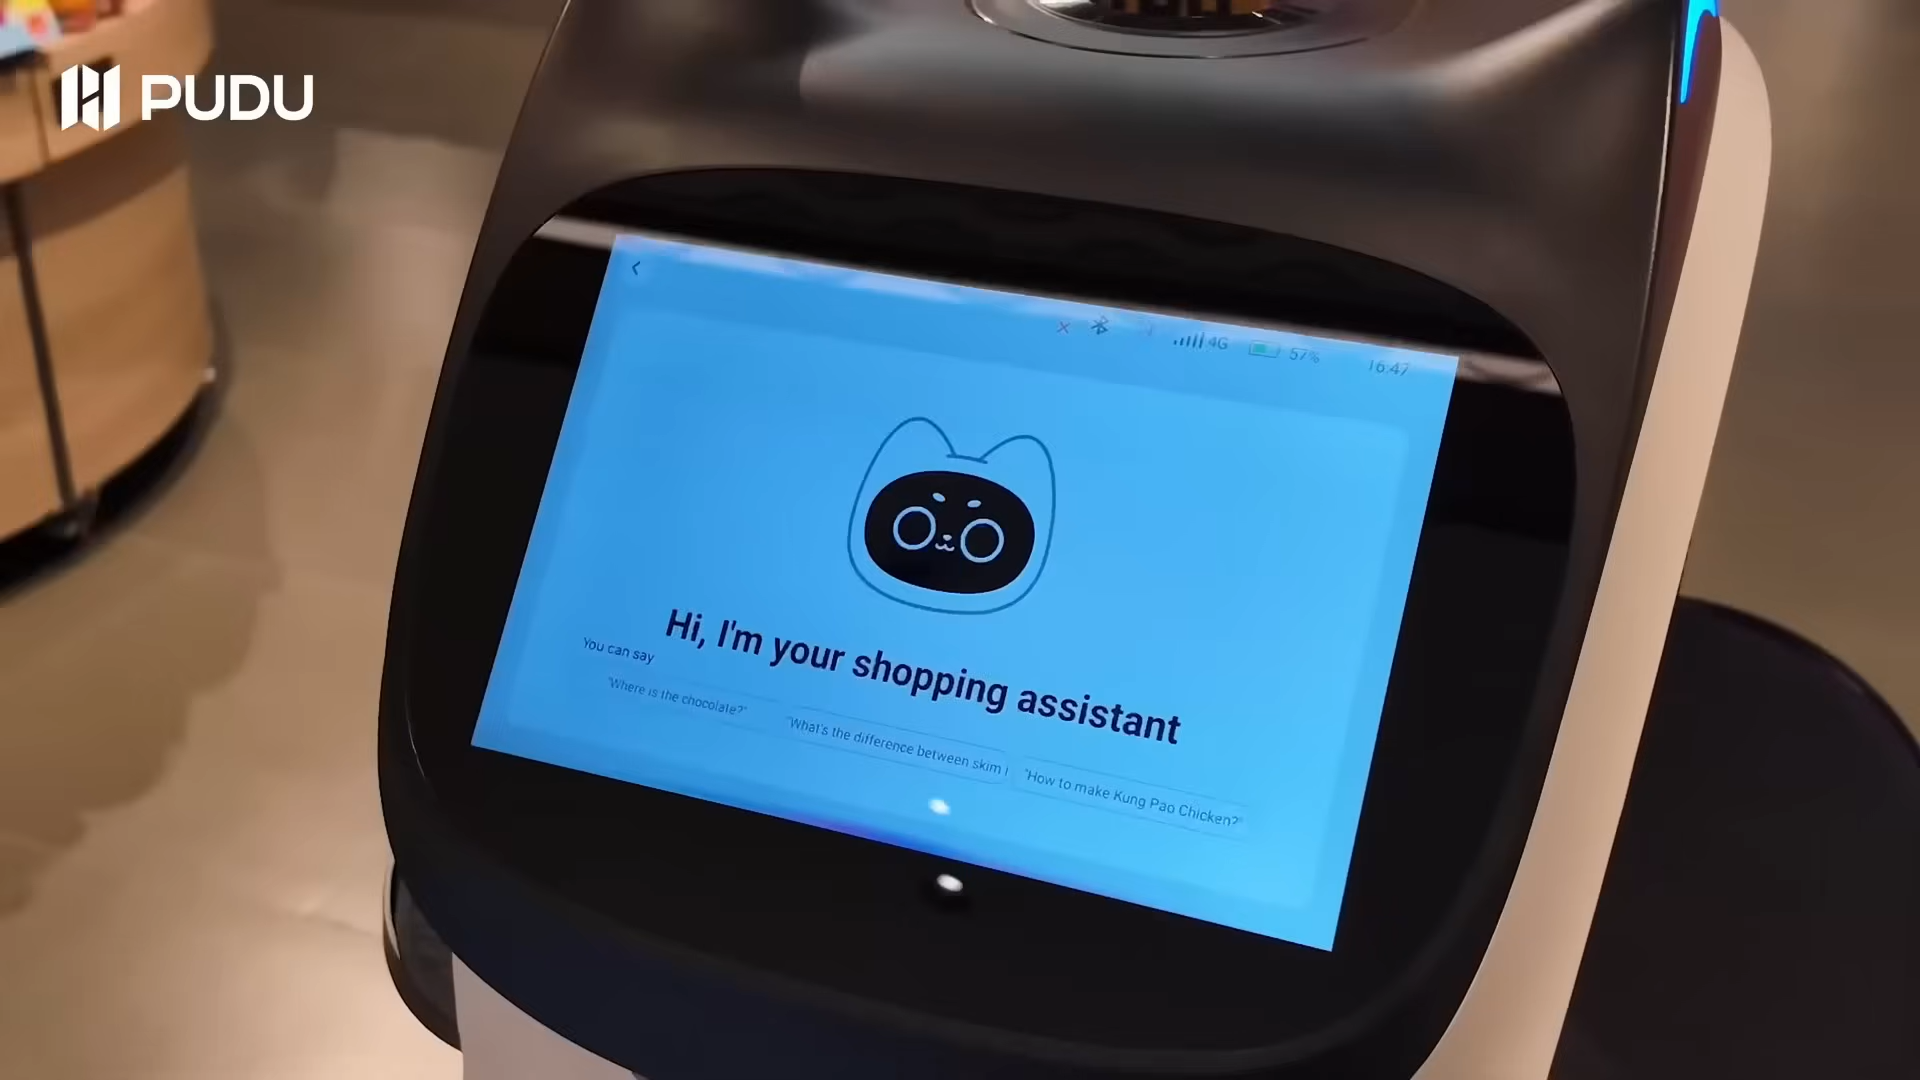 PUDU
4G
57%
16:47
Hi, I'm your shopping assistant
You can say
"Where is the chocolate?"
"What's the difference between skim
"How to make Kung Pao Chicken?"